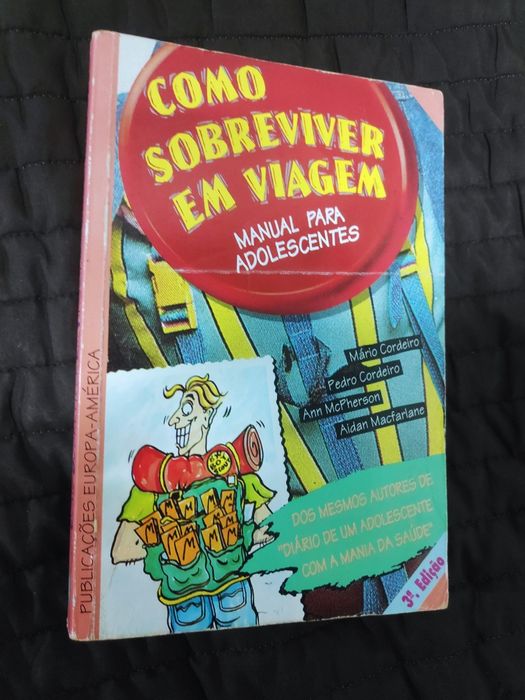 COMO
SOBREVIVER
EM VIAGEM
MANUAL PARA
ADOLESCENTES
Mário Cordeiro
Pedro Cordeiro
Ann McPherson
Aidan Macfarlane
DOS MESMOS AUTORES DE
"DIÁRIO DE UM ADOLESCENTE
COM A MANIA DA SAÚDE"
3ª. Edição
PUBLICAÇÕES EUROPA-AMÉRICA